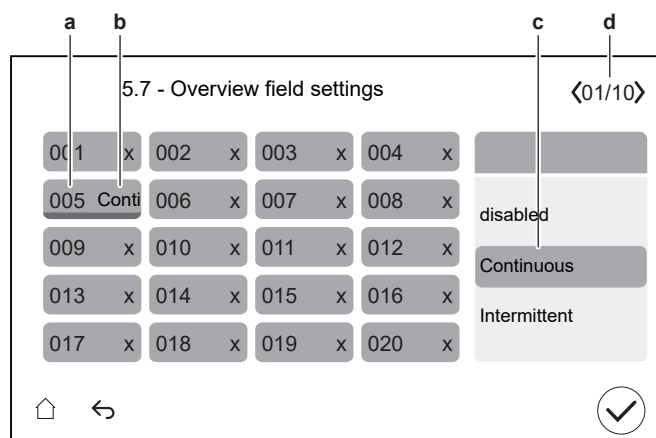 a b c d
5.7 - Overview field settings 01/10
001 x 002 x 003 x 004 x
005 Conti 006 x 007 x 008 x
disabled
009 x 010 x 011 x 012 x
Continuous
013 x 014 x 015 x 016 x
Intermittent
017 x 018 x 019 x 020 x